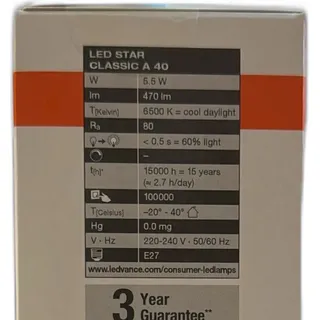 LED STAR
CLASSIC A 40
W 5.5 W
lm 470 lm
T[Kelvin] 6500 K = cool daylight
Ra 80
< 0.5 s = 60% light
–
t[h]* 15000 h = 15 years
(≈ 2.7 h/day)
100000
T[Celsius] –20° - 40°
Hg 0.0 mg
V - Hz 220-240 V - 50/60 Hz
E27
www.ledvance.com/consumer-ledlamps
3 Year
Guarantee**